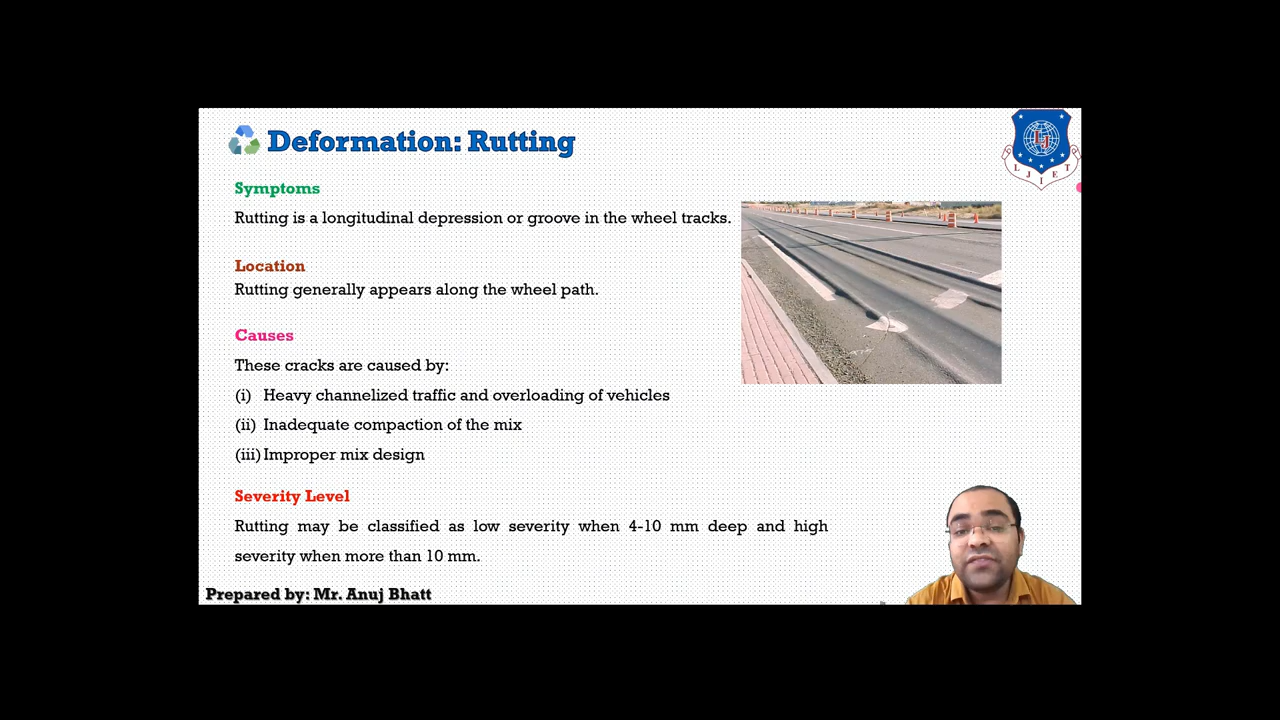 Deformation: Rutting
LJ
LJIET
Symptoms
Rutting is a longitudinal depression or groove in the wheel tracks.
Location
Rutting generally appears along the wheel path.
Causes
These cracks are caused by:
(i) Heavy channelized traffic and overloading of vehicles
(ii) Inadequate compaction of the mix
(iii) Improper mix design
Severity Level
Rutting may be classified as low severity when 4-10 mm deep and high
severity when more than 10 mm.
Prepared by: Mr. Anuj Bhatt